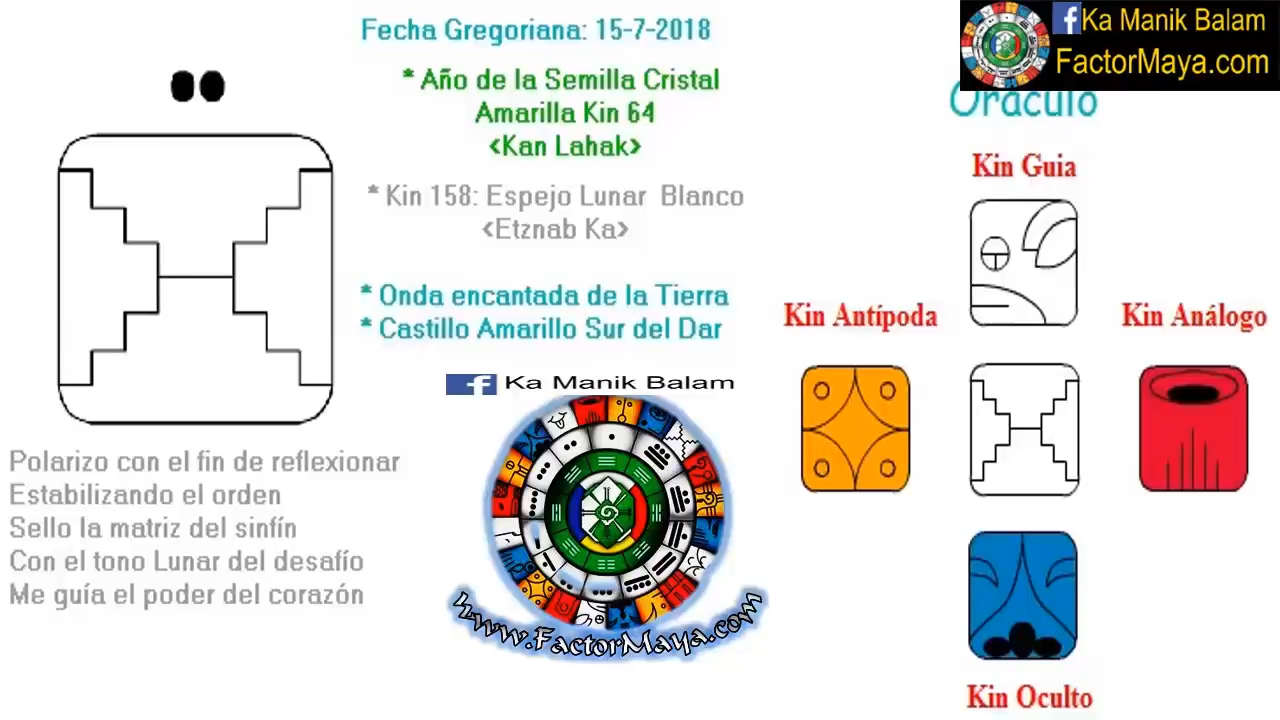 Fecha Gregoriana: 15-7-2018
* Año de la Semilla Cristal
Amarilla Kin 64
<Kan Lahak>
* Kin 158: Espejo Lunar Blanco
<Etznab Ka>
* Onda encantada de la Tierra
* Castillo Amarillo Sur del Dar
f Ka Manik Balam
www.FactorMaya.com
Polarizo con el fin de reflexionar
Estabilizando el orden
Sello la matriz del sinfín
Con el tono Lunar del desafío
Me guía el poder del corazón
f Ka Manik Balam
FactorMaya.com
Oráculo
Kin Guia
Kin Antípoda
Kin Análogo
Kin Oculto